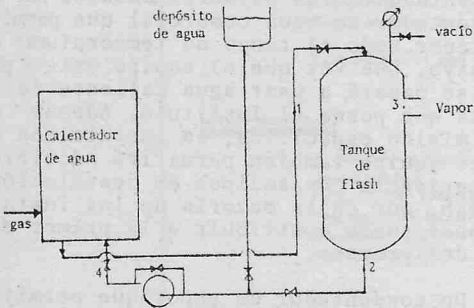 depósito
de agua
vacío
1
3
Vapor
Calentador
de agua
Tanque
de
flash
gas
4
2